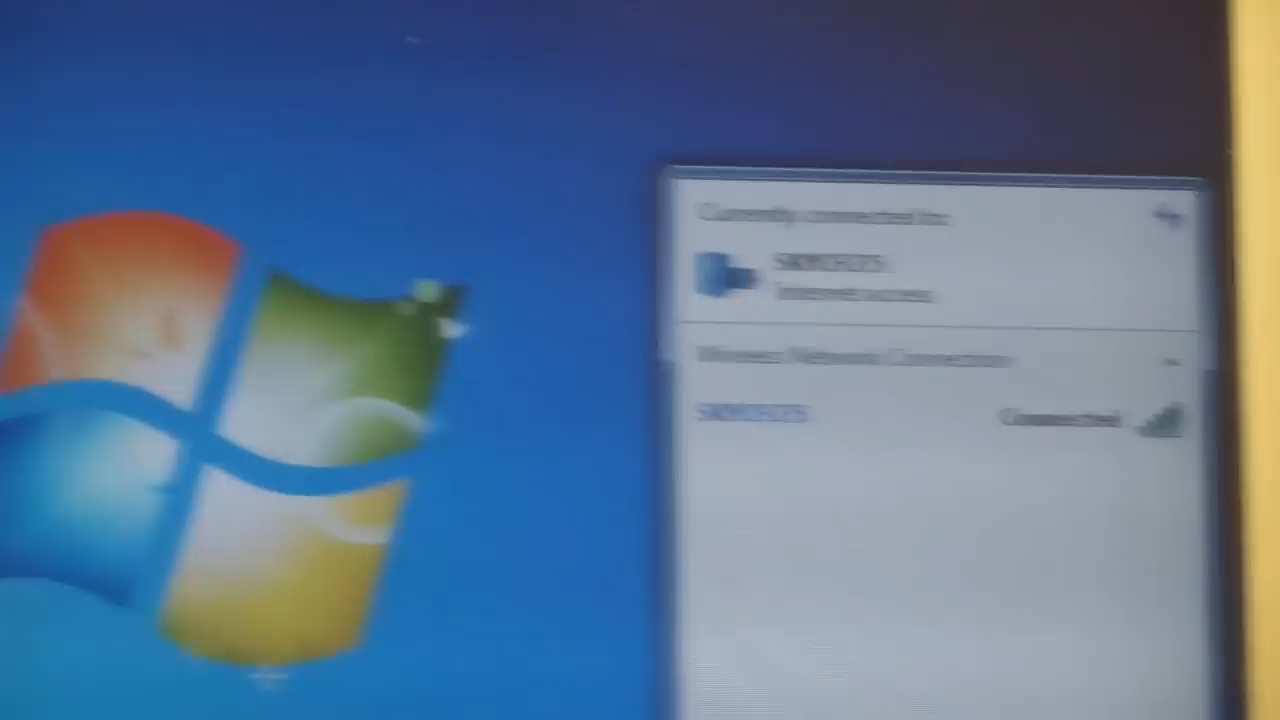 Currently connected to:
Internet access
Wireless Network Connection
Connected